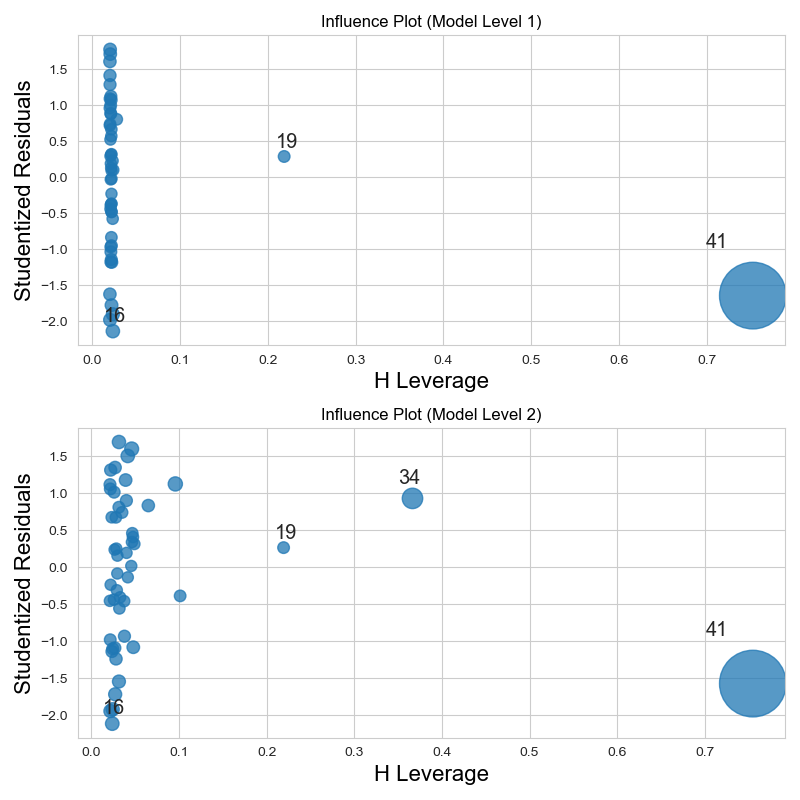 Influence Plot (Model Level 1)
Studentized Residuals
1.5
1.0
0.5
0.0
−0.5
−1.0
−1.5
−2.0
19
41
16
0.0 0.1 0.2 0.3 0.4 0.5 0.6 0.7
H Leverage
Influence Plot (Model Level 2)
Studentized Residuals
1.5
1.0
0.5
0.0
−0.5
−1.0
−1.5
−2.0
34
19
41
16
0.0 0.1 0.2 0.3 0.4 0.5 0.6 0.7
H Leverage